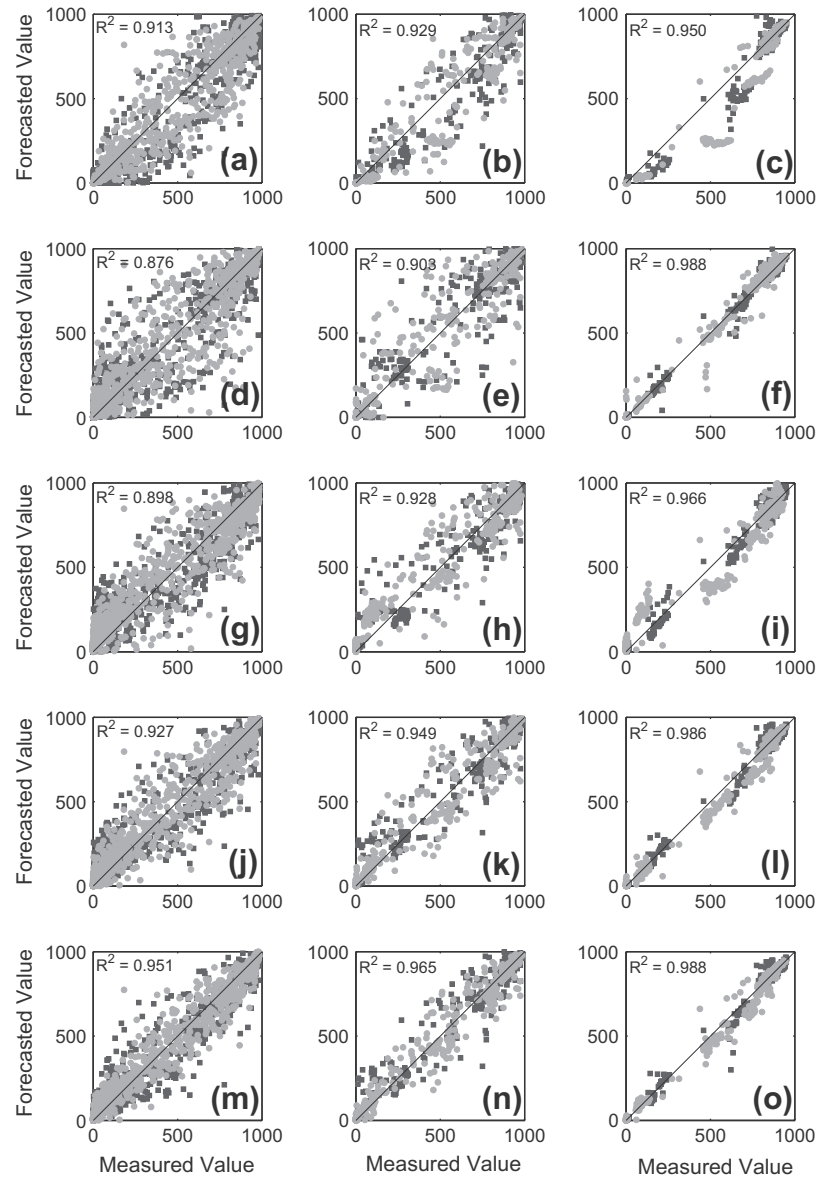 Forecasted Value
1000
500
0
R² = 0.913
(a)
0 500 1000
1000
500
0
R² = 0.929
(b)
0 500 1000
1000
500
0
R² = 0.950
(c)
0 500 1000
Forecasted Value
1000
500
0
R² = 0.876
(d)
0 500 1000
1000
500
0
R² = 0.903
(e)
0 500 1000
1000
500
0
R² = 0.988
(f)
0 500 1000
Forecasted Value
1000
500
0
R² = 0.898
(g)
0 500 1000
1000
500
0
R² = 0.928
(h)
0 500 1000
1000
500
0
R² = 0.966
(i)
0 500 1000
Forecasted Value
1000
500
0
R² = 0.927
(j)
0 500 1000
1000
500
0
R² = 0.949
(k)
0 500 1000
1000
500
0
R² = 0.986
(l)
0 500 1000
Forecasted Value
1000
500
0
R² = 0.951
(m)
0 500 1000
Measured Value
1000
500
0
R² = 0.965
(n)
0 500 1000
Measured Value
1000
500
0
R² = 0.988
(o)
0 500 1000
Measured Value